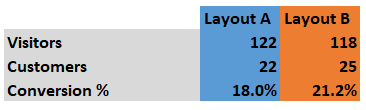 Layout A Layout B
Visitors 122 118
Customers 22 25
Conversion % 18.0% 21.2%